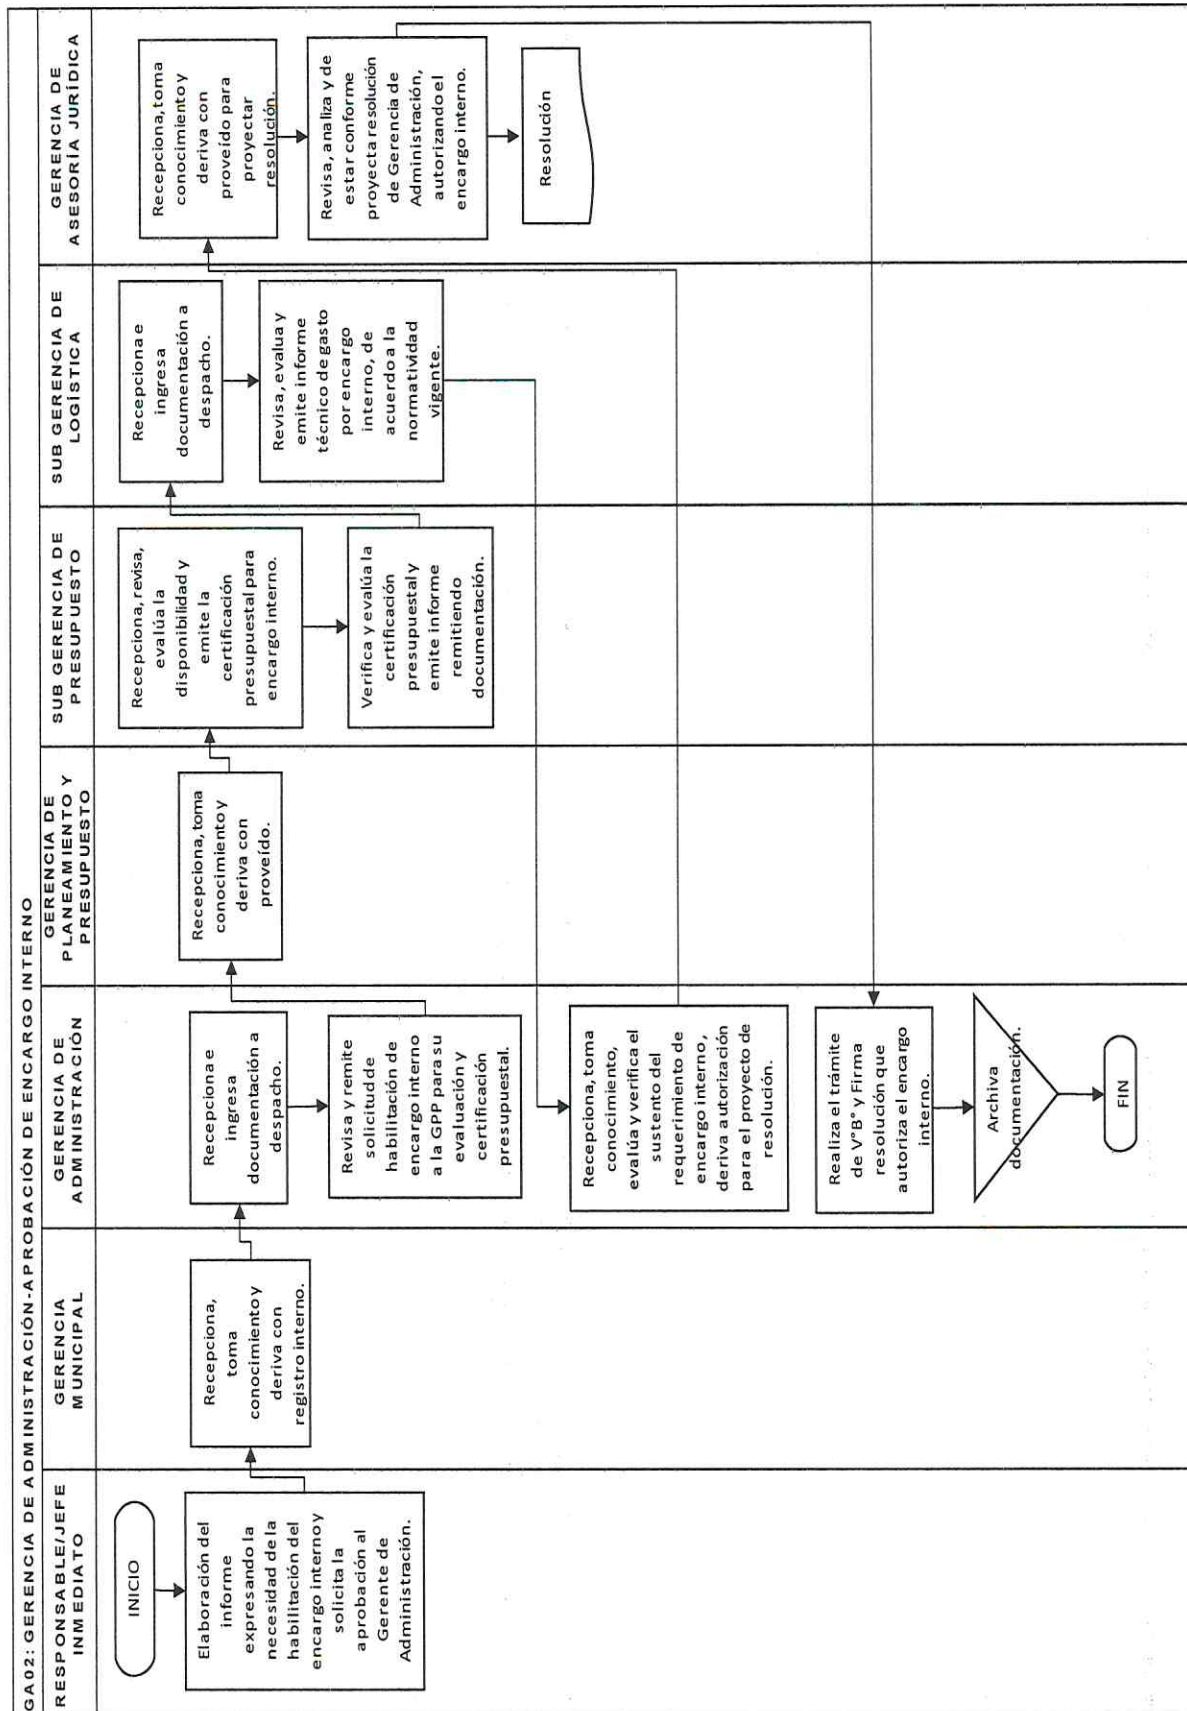 GA02: GERENCIA DE ADMINISTRACIÓN-APROBACIÓN DE ENCARGO INTERNO
RESPONSABLE/JEFE
INMEDIATO
GERENCIA
MUNICIPAL
GERENCIA DE
ADMINISTRACIÓN
GERENCIA DE
PLANEAMIENTO Y
PRESUPUESTO
SUB GERENCIA DE
PRESUPUESTO
SUB GERENCIA DE
LOGÍSTICA
GERENCIA DE
ASESORÍA JURÍDICA
INICIO
Elaboración del
informe
expresando la
necesidad de la
habilitación del
encargo interno y
solicita la
aprobación al
Gerente de
Administración.
Recepciona,
toma
conocimiento y
deriva con
registro interno.
Recepciona e
ingresa
documentación a
despacho.
Revisa y remite
solicitud de
habilitación de
encargo interno
a la GPP para su
evaluación y
certificación
presupuestal.
Recepciona, toma
conocimiento y
deriva con
proveído.
Recepciona, revisa,
evalúa la
disponibilidad y
emite la
certificación
presupuestal para
encargo interno.
Verifica y evalúa la
certificación
presupuestal y
emite informe
remitiendo
documentación.
Recepciona e
ingresa
documentación a
despacho.
Revisa, evalua y
emite informe
técnico de gasto
por encargo
interno, de
acuerdo a la
normatividad
vigente.
Recepciona, toma
conocimiento,
evalúa y verifica el
sustento del
requerimiento de
encargo interno,
deriva autorización
para el proyecto de
resolución.
Recepciona, toma
conocimiento y
deriva con
proveído para
proyectar
resolución.
Revisa, analiza y de
estar conforme
proyecta resolución
de Gerencia de
Administración,
autorizando el
encargo interno.
Resolución
Realiza el trámite
de V°B° y Firma
resolución que
autoriza el encargo
interno.
Archiva
documentación.
FIN